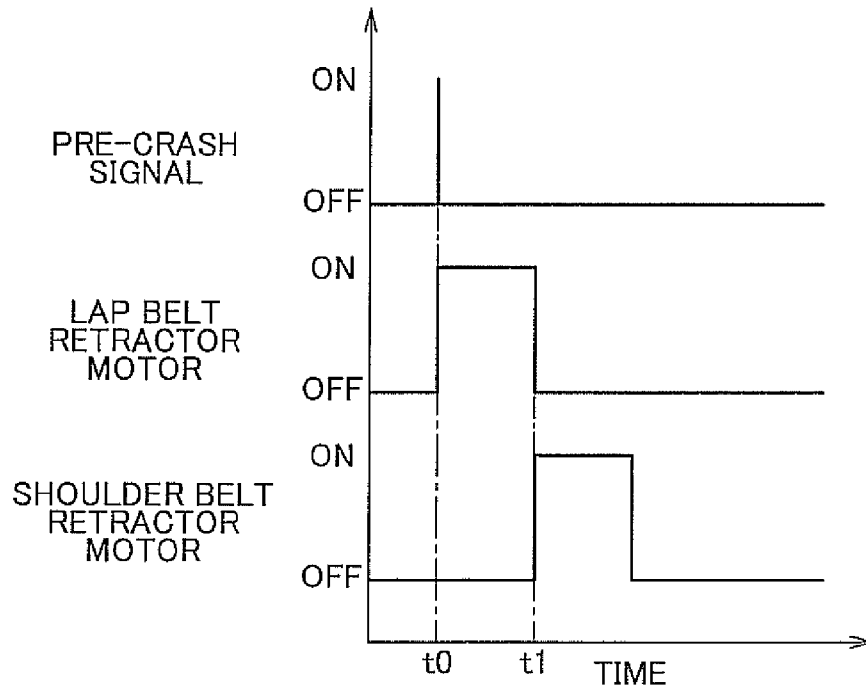 ON
PRE-CRASH
SIGNAL
OFF
ON
LAP BELT
RETRACTOR
MOTOR
OFF
ON
SHOULDER BELT
RETRACTOR
MOTOR
OFF
t0
t1
TIME